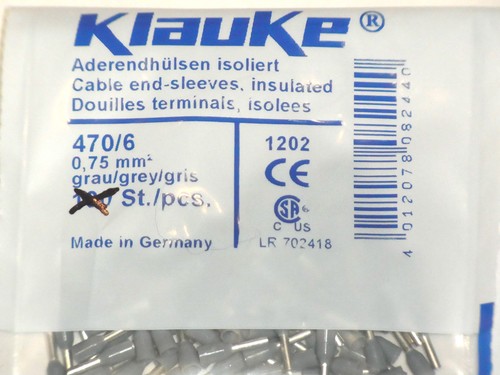 Klauke®
Aderendhülsen isoliert
Cable end-sleeves, insulated
Douilles terminals, isolees
470/6
0,75 mm²
grau/grey/gris
St./pcs.
Made in Germany
1202
CE
SA
C US
LR 702418
4 012078 082440